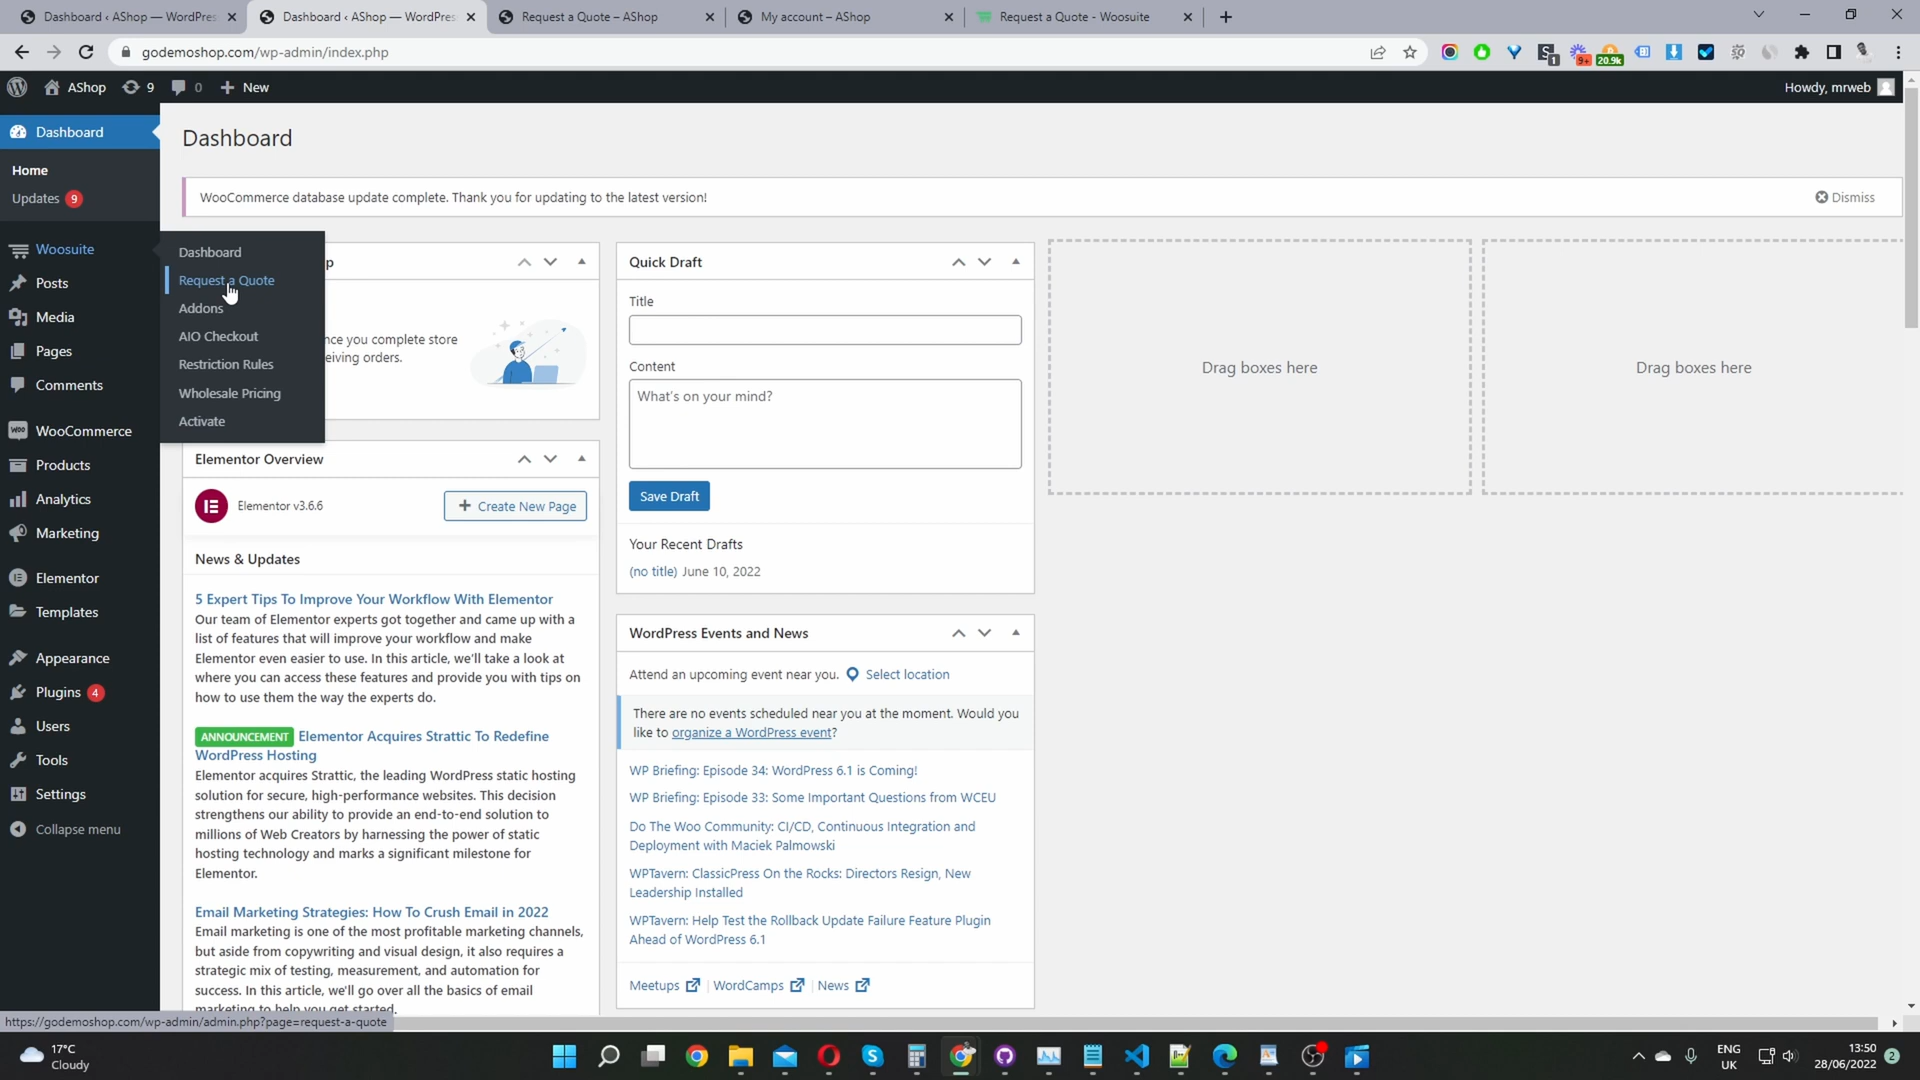 Dashboard ‹ AShop — WordPres
Dashboard ‹ AShop — WordPres
Request a Quote – AShop
My account – AShop
Request a Quote - Woosuite
godemoshop.com/wp-admin/index.php
1
9+
20.9k
AShop
9
0
New
Howdy, mrweb
Dashboard
Home
Updates 9
Woosuite
Posts
Media
Pages
Comments
WooCommerce
Products
Analytics
Marketing
Elementor
Templates
Appearance
Plugins 4
Users
Tools
Settings
Collapse menu
Dashboard
Request a Quote
Addons
AIO Checkout
Restriction Rules
Wholesale Pricing
Activate
Dashboard
WooCommerce database update complete. Thank you for updating to the latest version!
Dismiss
p
nce you complete store
eiving orders.
Elementor Overview
Elementor v3.6.6
Create New Page
News & Updates
5 Expert Tips To Improve Your Workflow With Elementor
Our team of Elementor experts got together and came up with a
list of features that will improve your workflow and make
Elementor even easier to use. In this article, we'll take a look at
where you can access these features and provide you with tips on
how to use them the way the experts do.
ANNOUNCEMENT Elementor Acquires Strattic To Redefine
WordPress Hosting
Elementor acquires Strattic, the leading WordPress static hosting
solution for secure, high-performance websites. This decision
strengthens our ability to provide an end-to-end solution to
millions of Web Creators by harnessing the power of static
hosting technology and marks a significant milestone for
Elementor.
Email Marketing Strategies: How To Crush Email in 2022
Email marketing is one of the most profitable marketing channels,
but aside from copywriting and visual design, it also requires a
strategic mix of testing, measurement, and automation for
success. In this article, we'll go over all the basics of email
marketing to help you get started.
Quick Draft
Title
Content
What's on your mind?
Save Draft
Your Recent Drafts
(no title) June 10, 2022
WordPress Events and News
Attend an upcoming event near you. Select location
There are no events scheduled near you at the moment. Would you
like to organize a WordPress event?
WP Briefing: Episode 34: WordPress 6.1 is Coming!
WP Briefing: Episode 33: Some Important Questions from WCEU
Do The Woo Community: CI/CD, Continuous Integration and
Deployment with Maciek Palmowski
WPTavern: ClassicPress On the Rocks: Directors Resign, New
Leadership Installed
WPTavern: Help Test the Rollback Update Failure Feature Plugin
Ahead of WordPress 6.1
Meetups | WordCamps | News
Drag boxes here
Drag boxes here
https://godemoshop.com/wp-admin/admin.php?page=request-a-quote
17°C
Cloudy
ENG
UK
13:50
28/06/2022
2